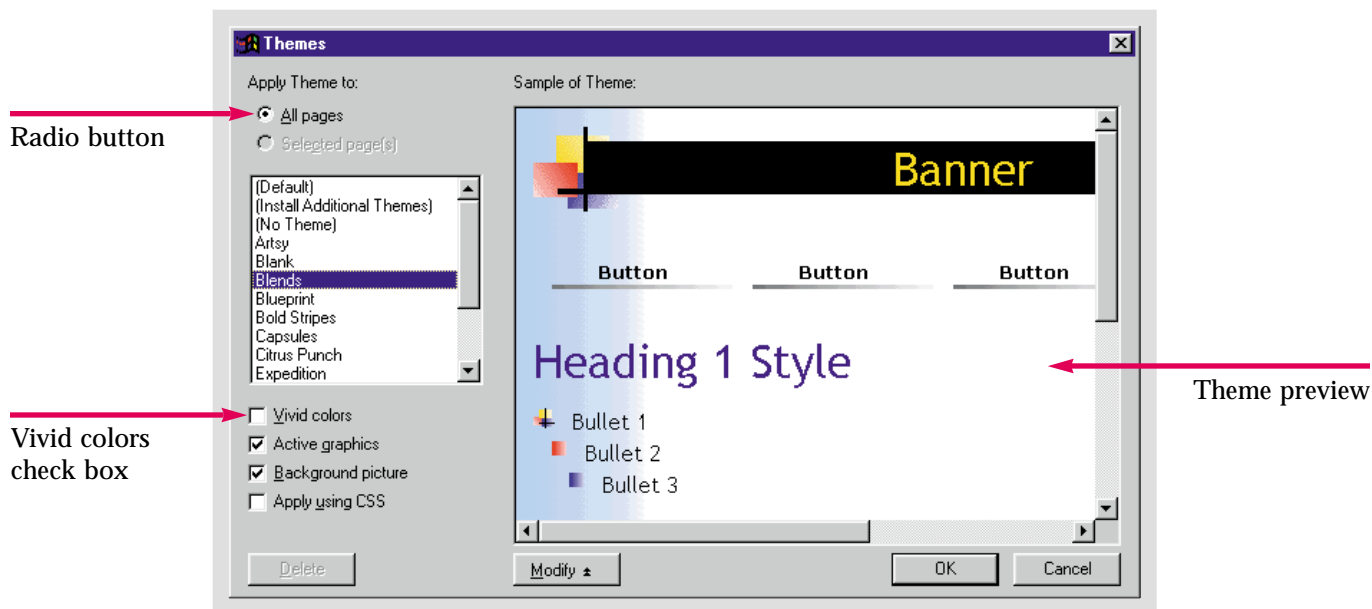 Themes
Apply Theme to:
Sample of Theme:
Radio button
All pages
Selected page(s)
(Default)
(Install Additional Themes)
(No Theme)
Artsy
Blank
Blends
Blueprint
Bold Stripes
Capsules
Citrus Punch
Expedition
Banner
Button Button Button
Heading 1 Style
Bullet 1
Bullet 2
Bullet 3
Theme preview
Vivid colors
check box
Vivid colors
Active graphics
Background picture
Apply using CSS
Delete
Modify
OK
Cancel